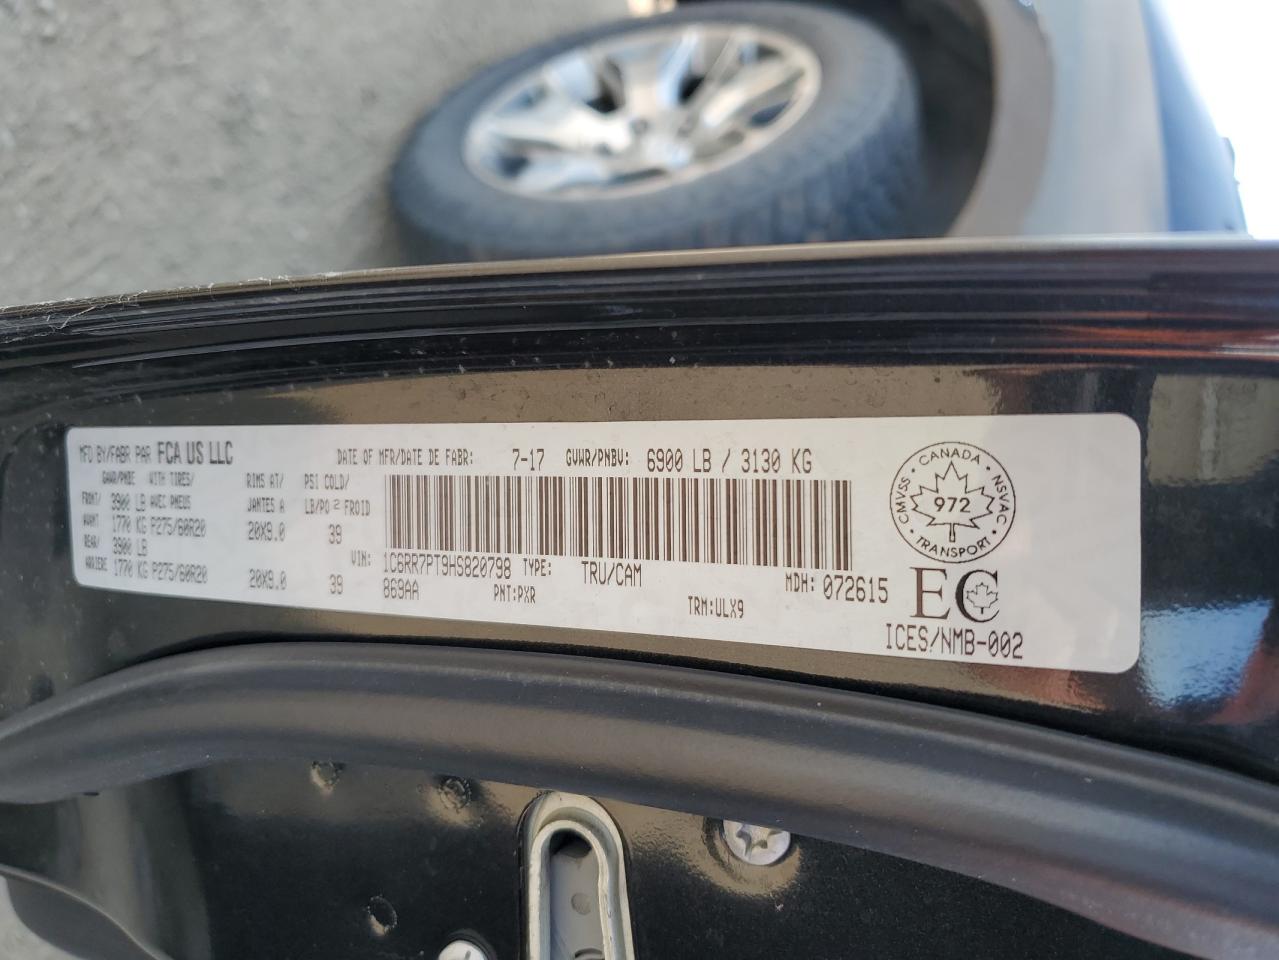 MFD BY/FABR PAR FCA US LLC
DATE OF MFR/DATE DE FABR: 7-17 GVWR/PNBV: 6900 LB / 3130 KG
GAWR/PNBE WITH TIRES/ RIMS AT/ PSI COLD/
FRONT/ 3900 LB AVEC PNEUS JANTES A LB/PO 2 FROID
AVANT 1770 KG P275/60R20 20X9.0 39
REAR/ 3900 LB
ARRIERE 1770 KG P275/60R20 20X9.0 39
VIN: 1C6RR7PT9HS820798 TYPE: TRU/CAM MDH: 072615
869AA PNT:PXR TRM:ULX9
CANADA
CMVSS NSVAC
972
TRANSPORT
EC
ICES/NMB-002